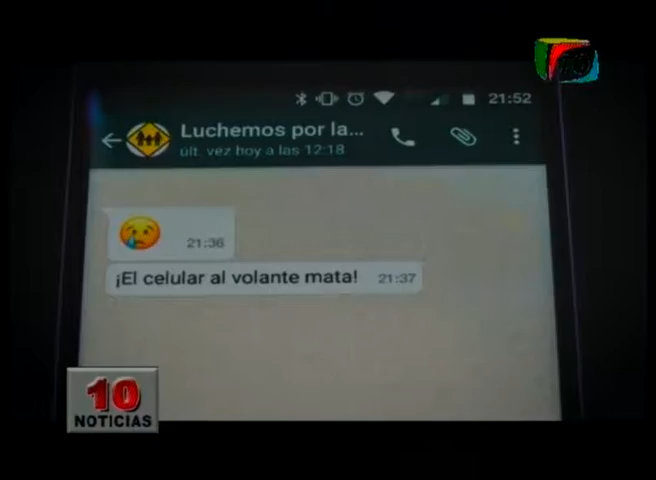 21:52
Luchemos por la...
últ. vez hoy a las 12:18
21:36
¡El celular al volante mata! 21:37
10
NOTICIAS